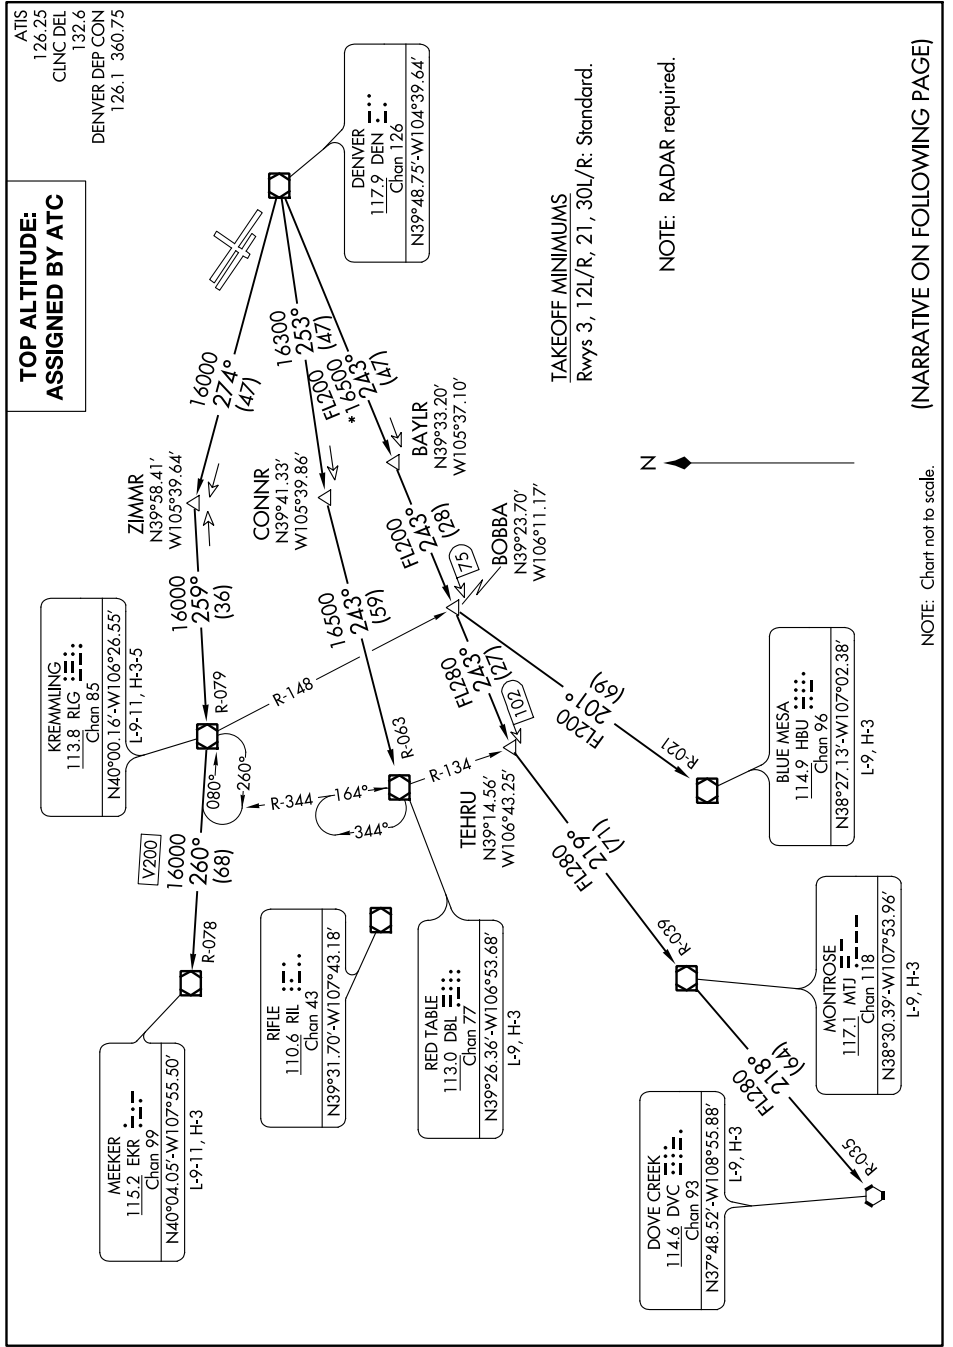 ATIS
126.25
CLNC DEL
132.6
DENVER DEP CON
126.1 360.75
TOP ALTITUDE:
ASSIGNED BY ATC
DENVER
117.9 DEN
Chan 126
N39°48.75'-W104°39.64'
16000
274°
(47)
16300
253°
(47)
FL200
*16500
243°
(47)
ZIMMR
N39°58.41'
W105°39.64'
CONNR
N39°41.33'
W105°39.86'
BAYLR
N39°33.20'
W105°37.10'
16000
259°
(36)
16500
243°
(59)
FL200
243°
(28)
75
BOBBA
N39°23.70'
W106°11.17'
KREMMLING
113.8 RLG
Chan 85
N40°00.16'-W106°26.55'
L-9-11, H-3-5
R-079
R-148
080°
260°
R-344
164°
344°
R-063
R-134
FL280
243°
(27)
102
TEHRU
N39°14.56'
W106°43.25'
FL200
201°
(69)
R-021
BLUE MESA
114.9 HBU
Chan 96
N38°27.13'-W107°02.38'
L-9, H-3
V200
16000
260°
(68)
R-078
MEEKER
115.2 EKR
Chan 99
N40°04.05'-W107°55.50'
L-9-11, H-3
RIFLE
110.6 RIL
Chan 43
N39°31.70'-W107°43.18'
RED TABLE
113.0 DBL
Chan 77
N39°26.36'-W106°53.68'
L-9, H-3
FL280
219°
(71)
R-039
MONTROSE
117.1 MTJ
Chan 118
N38°30.39'-W107°53.96'
L-9, H-3
FL280
218°
(64)
R-035
DOVE CREEK
114.6 DVC
Chan 93
N37°48.52'-W108°55.88'
L-9, H-3
TAKEOFF MINIMUMS
Rwys 3, 12L/R, 21, 30L/R: Standard.
NOTE: RADAR required.
N
NOTE: Chart not to scale.
(NARRATIVE ON FOLLOWING PAGE)